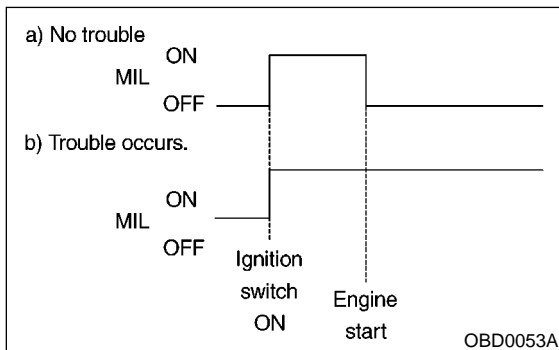 a) No trouble
ON
MIL
OFF
b) Trouble occurs.
ON
MIL
OFF
Ignition
switch
ON
Engine
start
OBD0053A